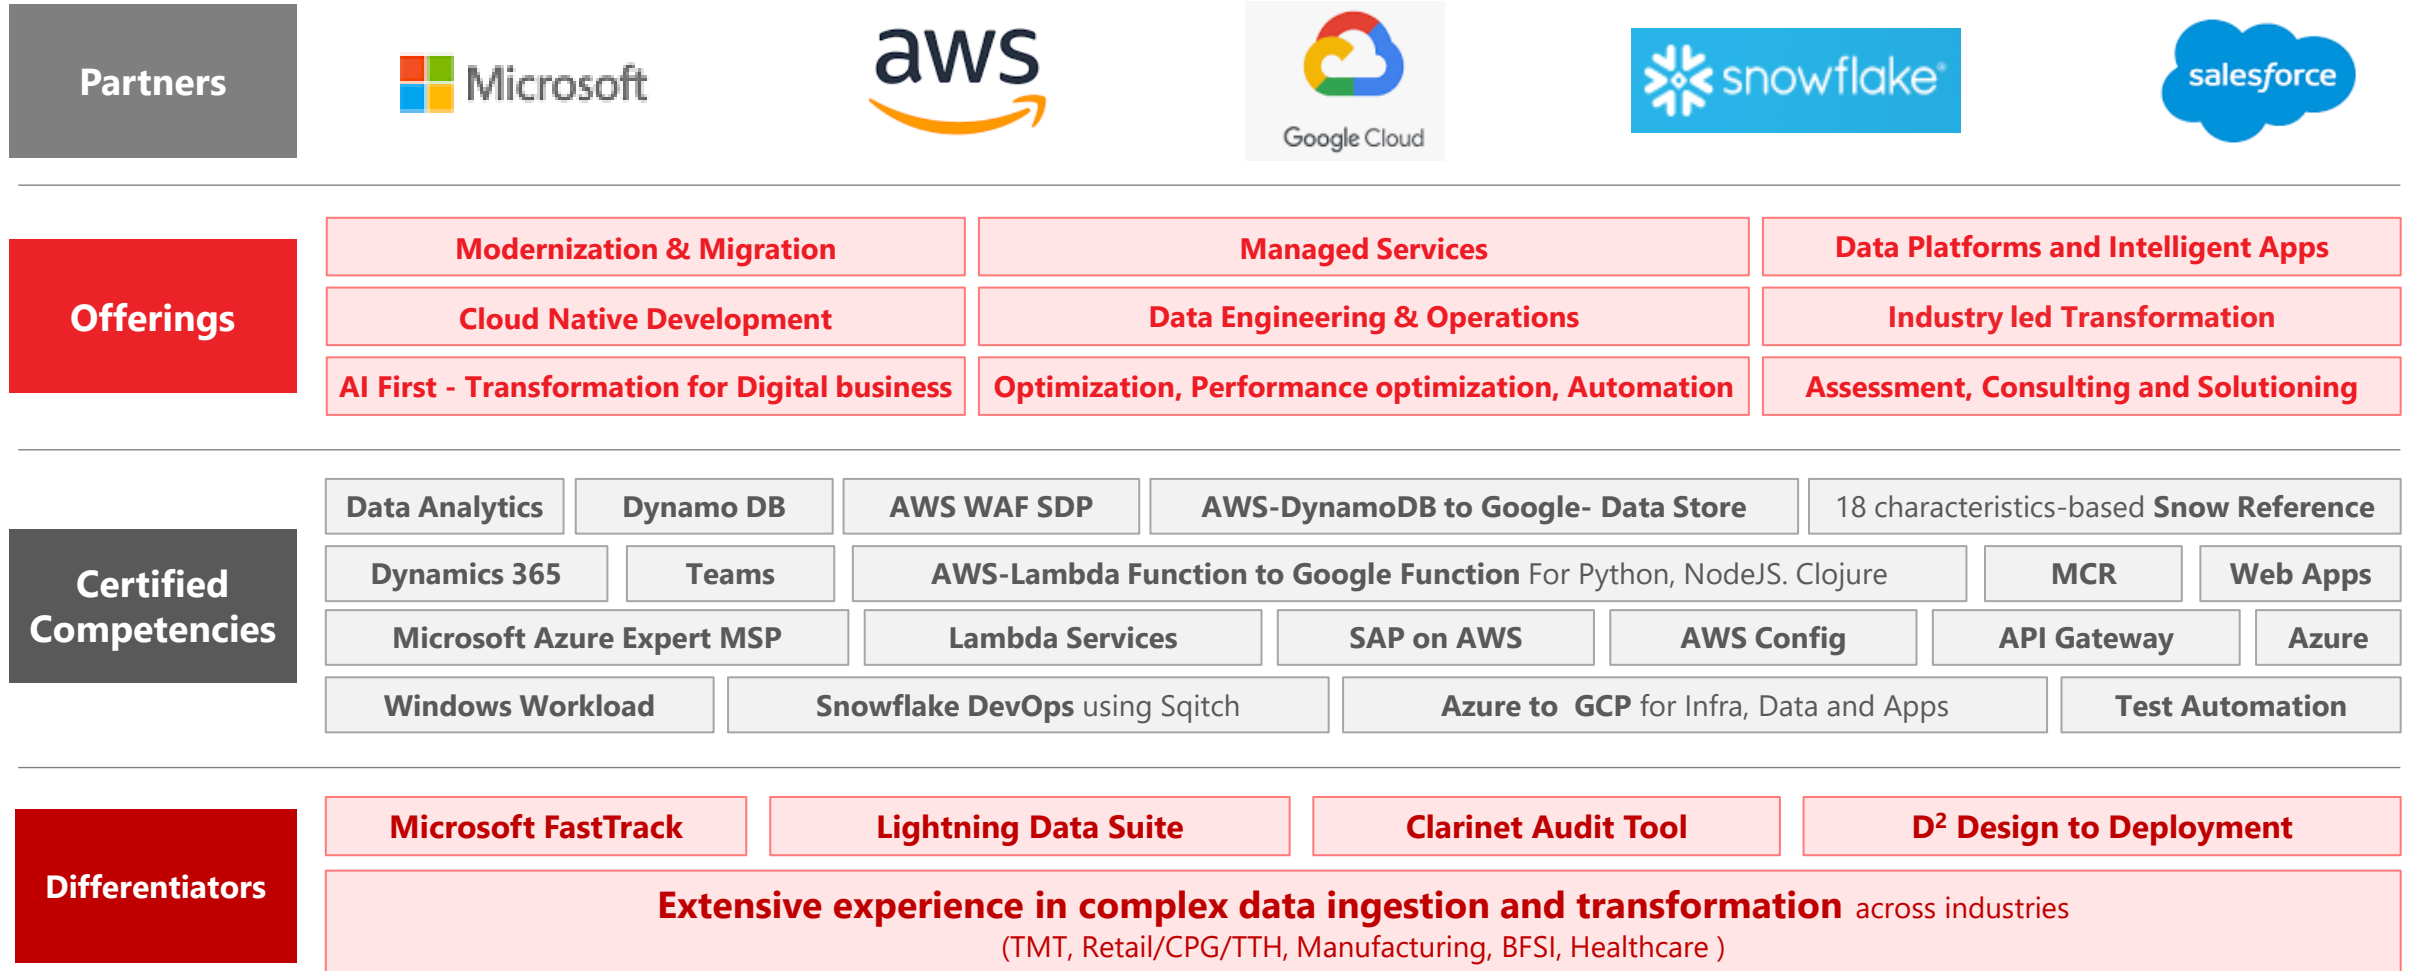 Partners
Microsoft
aws
Google Cloud
snowflake®
salesforce
Offerings
Modernization & Migration
Managed Services
Data Platforms and Intelligent Apps
Cloud Native Development
Data Engineering & Operations
Industry led Transformation
AI First - Transformation for Digital business
Optimization, Performance optimization, Automation
Assessment, Consulting and Solutioning
Certified
Competencies
Data Analytics
Dynamo DB
AWS WAF SDP
AWS-DynamoDB to Google- Data Store
18 characteristics-based Snow Reference
Dynamics 365
Teams
AWS-Lambda Function to Google Function For Python, NodeJS. Clojure
MCR
Web Apps
Microsoft Azure Expert MSP
Lambda Services
SAP on AWS
AWS Config
API Gateway
Azure
Windows Workload
Snowflake DevOps using Sqitch
Azure to  GCP for Infra, Data and Apps
Test Automation
Differentiators
Microsoft FastTrack
Lightning Data Suite
Clarinet Audit Tool
D² Design to Deployment
Extensive experience in complex data ingestion and transformation across industries
(TMT, Retail/CPG/TTH, Manufacturing, BFSI, Healthcare )